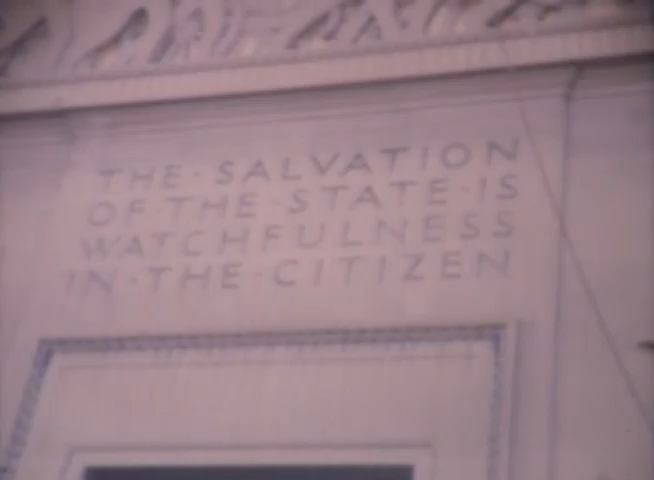 THE · SALVATION
OF · THE · STATE · IS
WATCHFULNESS
IN · THE · CITIZEN